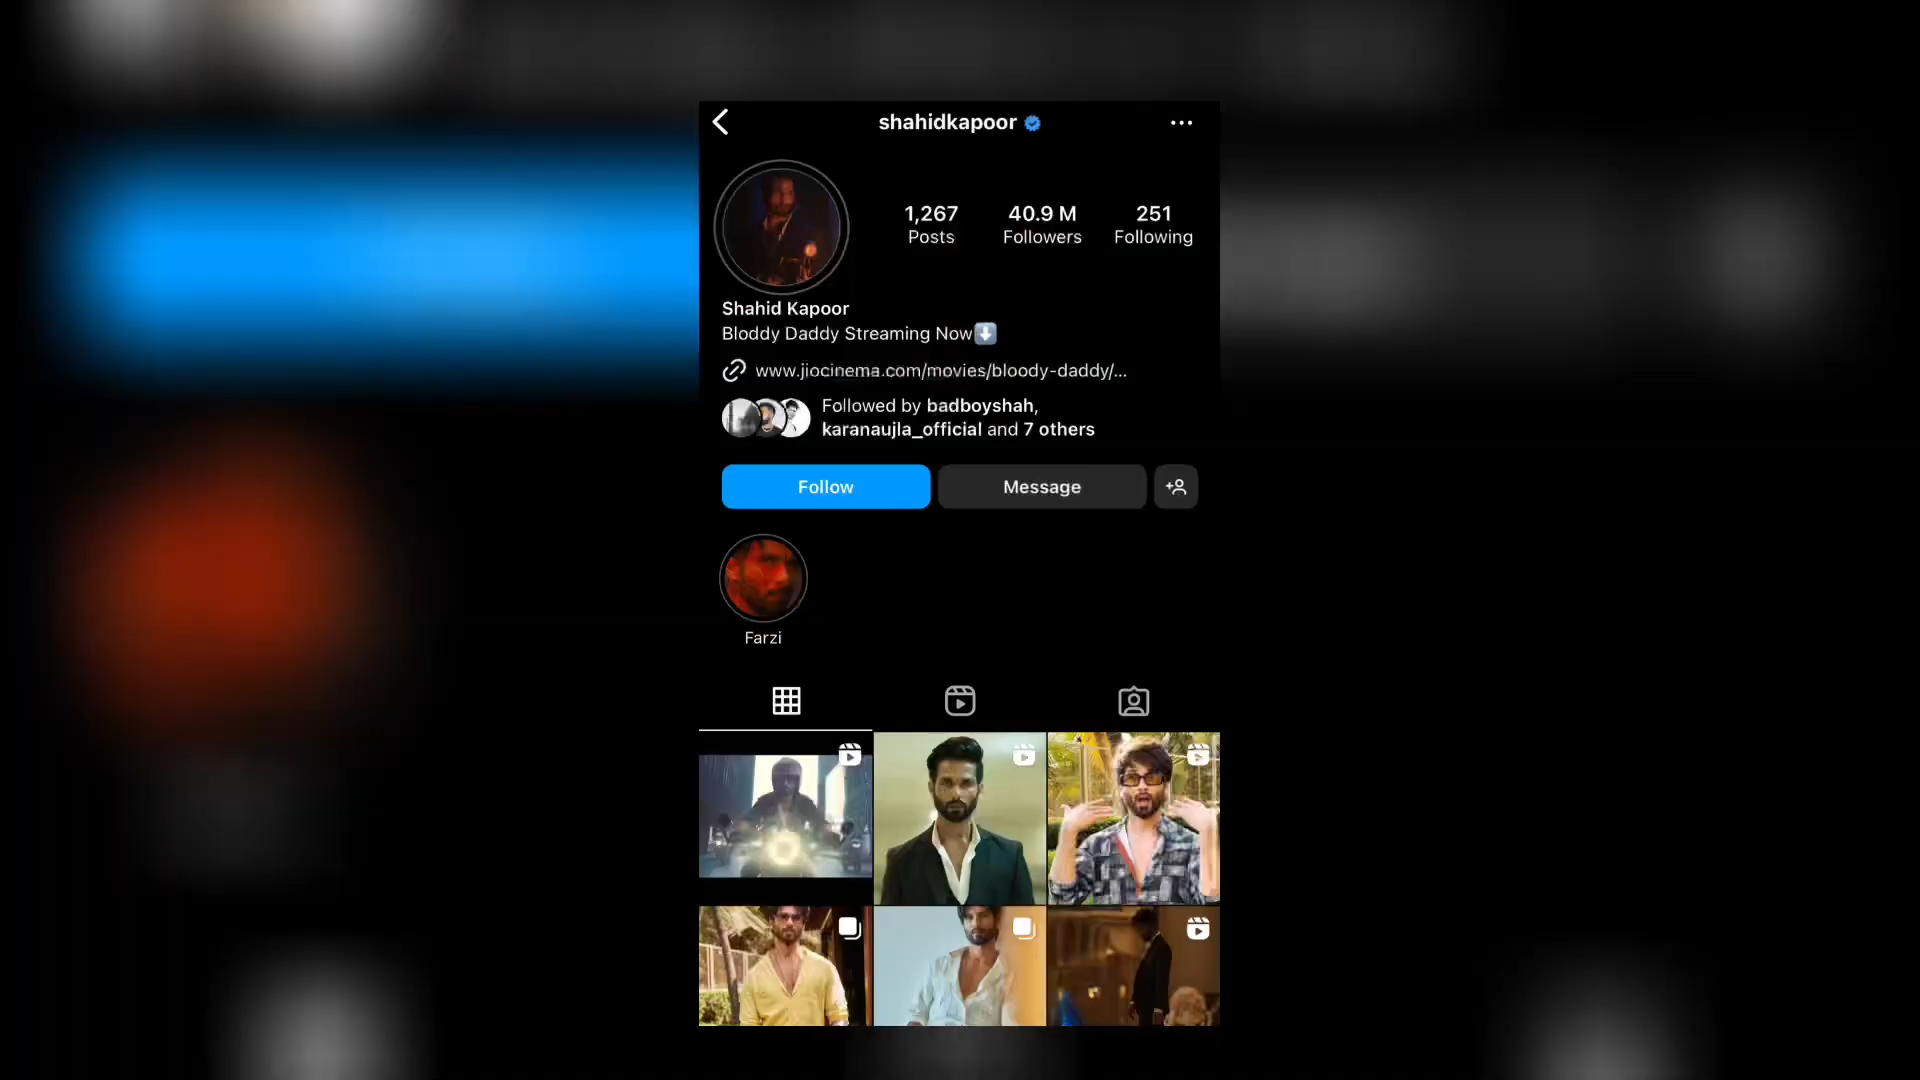 shahidkapoor
1,267
Posts
40.9 M
Followers
251
Following
Shahid Kapoor
Bloddy Daddy Streaming Now⬇️
www.jiocinema.com/movies/bloody-daddy/...
Followed by badboyshah,
karanaujla_official and 7 others
Follow
Message
Farzi